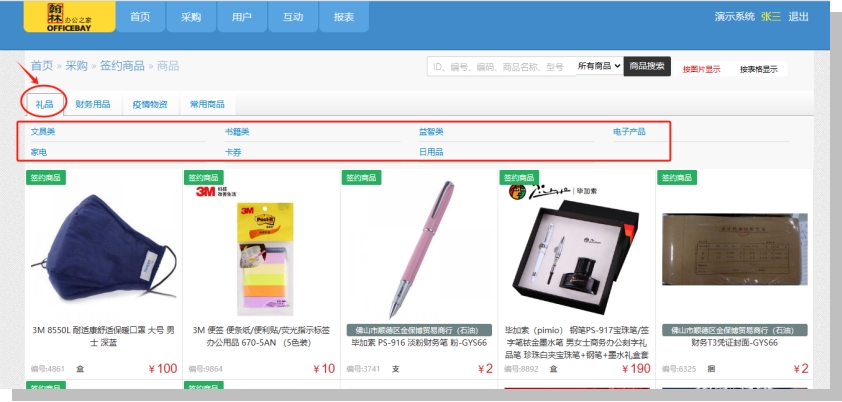 翰林 办公之家
OFFICEBAY
首页 采购 用户 互动 报表
演示系统 张三 退出
首页 » 采购 » 签约商品 » 商品
ID、编号、编码、商品名称、型号 所有商品 商品搜索 按图片显示 按表格显示
礼品 财务用品 疫情物资 常用商品
文具类 书籍类 益智类 电子产品
家电 卡券 日用品
签约商品 签约商品 签约商品 签约商品 签约商品
3M 科技改善生活
毕加索
3M
Post-it
3M 8550L 耐适康舒适保暖口罩 大号 男士 深蓝
编号:4861 盒 ¥100
3M 便签 便条纸/便利贴/荧光指示标签 办公用品 670-5AN （5色装）
编号:9864 ¥10
佛山市顺德区金保博贸易商行（石油）
毕加索 PS-916 淡粉财务笔 粉-GYS66
编号:3741 支 ¥2
毕加索（pimio） 钢笔PS-917宝珠笔/签字笔铱金墨水笔 男女士商务办公刻字礼品笔 珍珠白夹宝珠笔+钢笔+墨水礼盒套
编号:8892 盒 ¥190
佛山市顺德区金保博贸易商行（石油）
财务T3凭证封面-GYS66
编号:6325 捆 ¥2
签约商品 签约商品